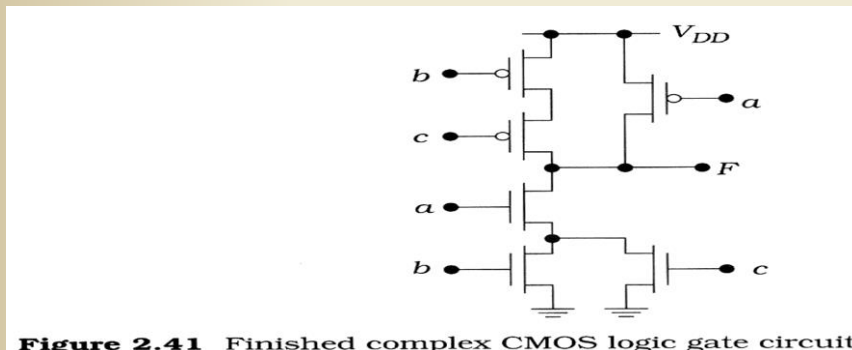 V_DD
b
a
c
F
a
b
c
Figure 2.41 Finished complex CMOS logic gate circuit